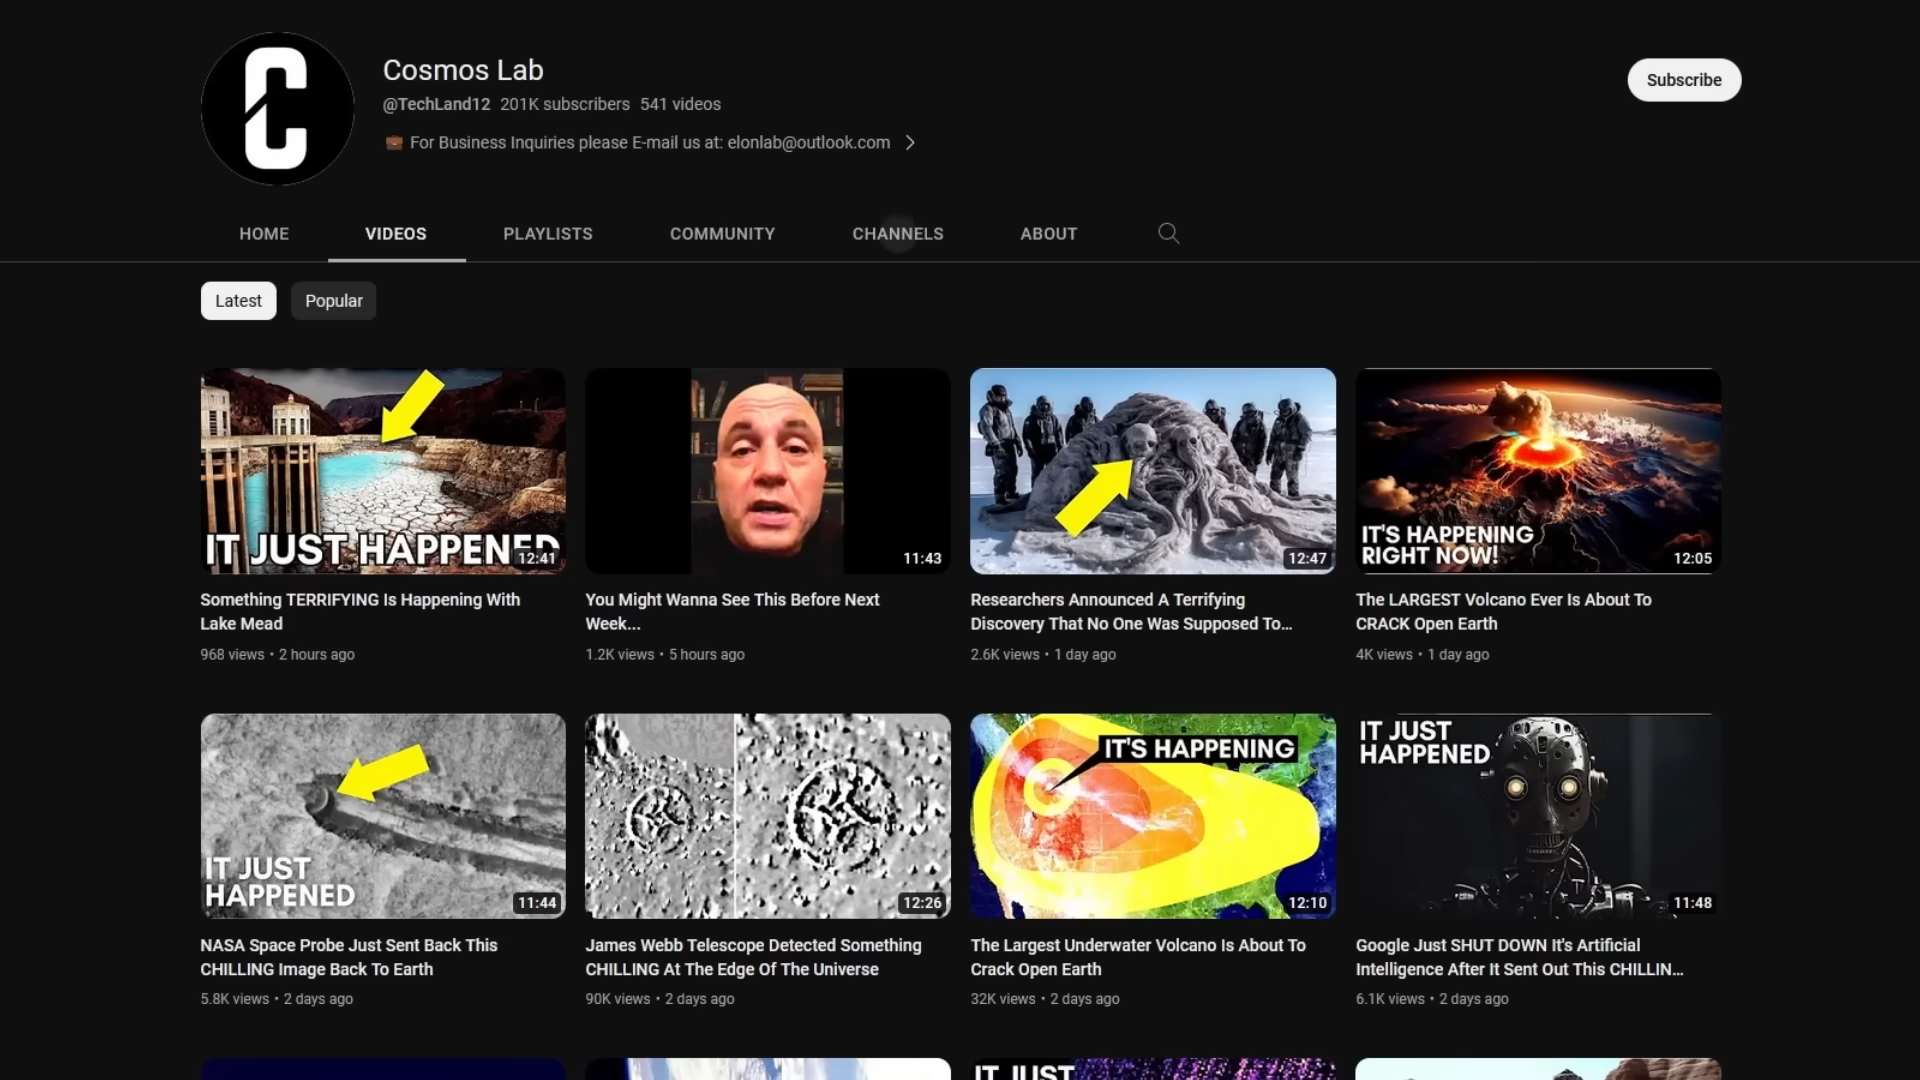 Cosmos Lab
@TechLand12 201K subscribers 541 videos
For Business Inquiries please E-mail us at: elonlab@outlook.com
Subscribe
HOME VIDEOS PLAYLISTS COMMUNITY CHANNELS ABOUT
Latest Popular
IT JUST HAPPENED
12:41
11:43
12:47
IT'S HAPPENING
RIGHT NOW!
12:05
Something TERRIFYING Is Happening With
Lake Mead
968 views • 2 hours ago
You Might Wanna See This Before Next
Week...
1.2K views • 5 hours ago
Researchers Announced A Terrifying
Discovery That No One Was Supposed To...
2.6K views • 1 day ago
The LARGEST Volcano Ever Is About To
CRACK Open Earth
4K views • 1 day ago
IT JUST
HAPPENED
11:44
12:26
IT'S HAPPENING
12:10
IT JUST
HAPPENED
11:48
NASA Space Probe Just Sent Back This
CHILLING Image Back To Earth
5.8K views • 2 days ago
James Webb Telescope Detected Something
CHILLING At The Edge Of The Universe
90K views • 2 days ago
The Largest Underwater Volcano Is About To
Crack Open Earth
32K views • 2 days ago
Google Just SHUT DOWN It's Artificial
Intelligence After It Sent Out This CHILLIN...
6.1K views • 2 days ago
IT JUST